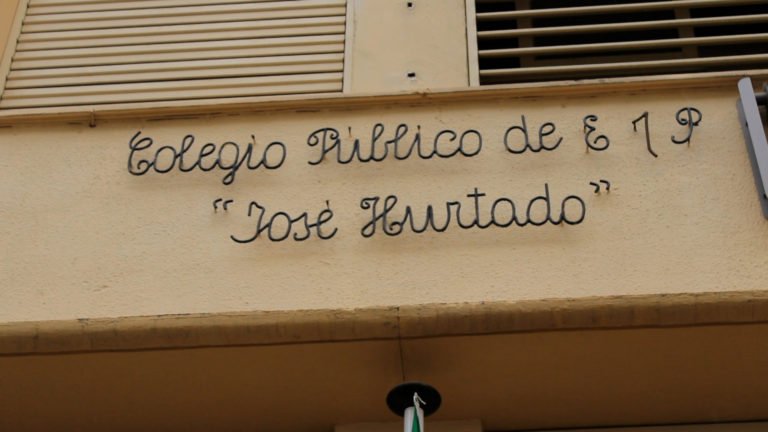 Colegio Público de E I P
“José Hurtado”